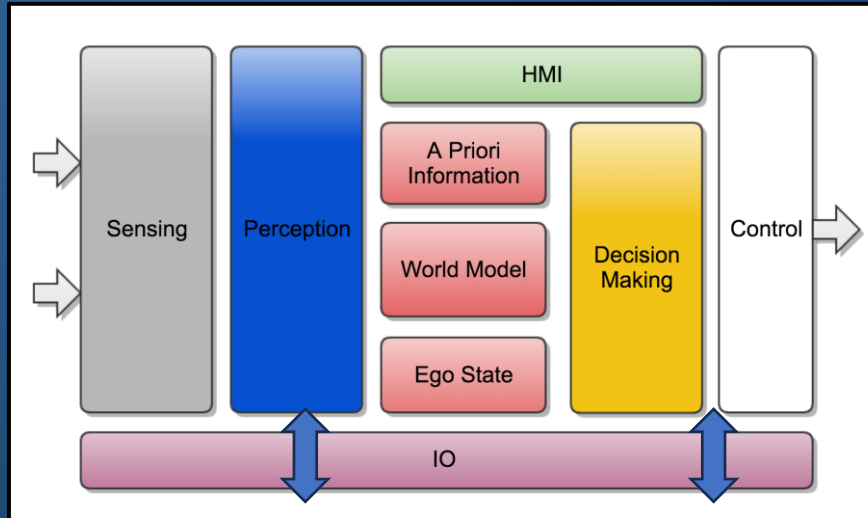 HMI
A Priori
Information
Sensing
Perception
World Model
Decision
Making
Control
Ego State
IO